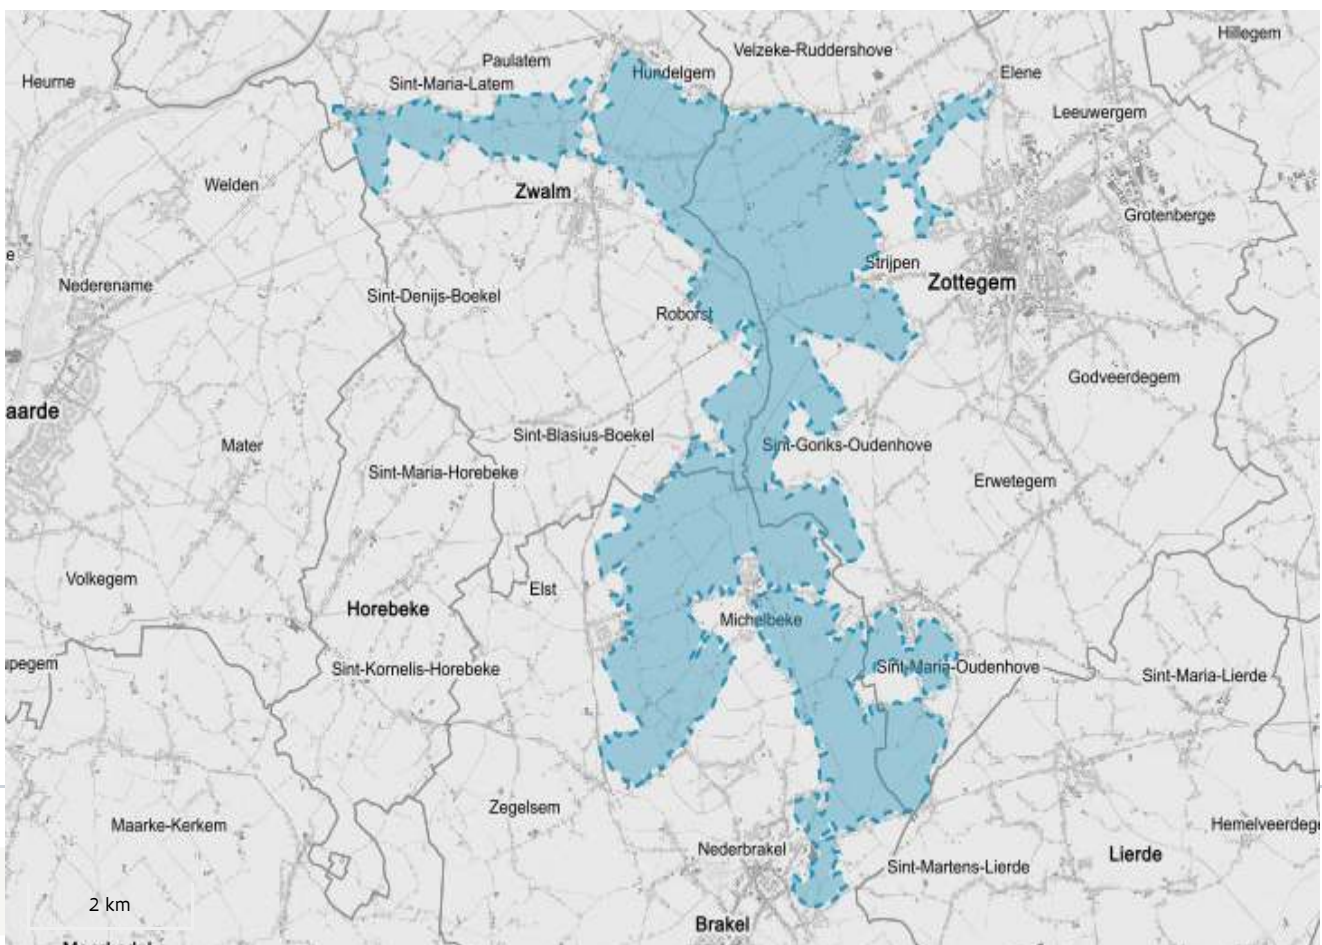 Hillegem
Velzeke-Ruddershove
Paulatem
Hundelgem
Elene
Heurne
Sint-Maria-Latem
Leeuwergem
Welden
Zwalm
Grotenberge
e
Strijpen
Nederename
Zottegem
Sint-Denijs-Boekel
Roborst
Godveerdegem
aarde
Sint-Blasius-Boekel
Mater
Sint-Goriks-Oudenhove
Sint-Maria-Horebeke
Erwetegem
Volkegem
Elst
Horebeke
Michelbeke
upegem
Sint-Kornelis-Horebeke
Sint-Maria-Oudenhove
Sint-Maria-Lierde
Zegelsem
Maarke-Kerkem
Hemelveerdege
Nederbrakel
Lierde
Sint-Martens-Lierde
2 km
Brakel